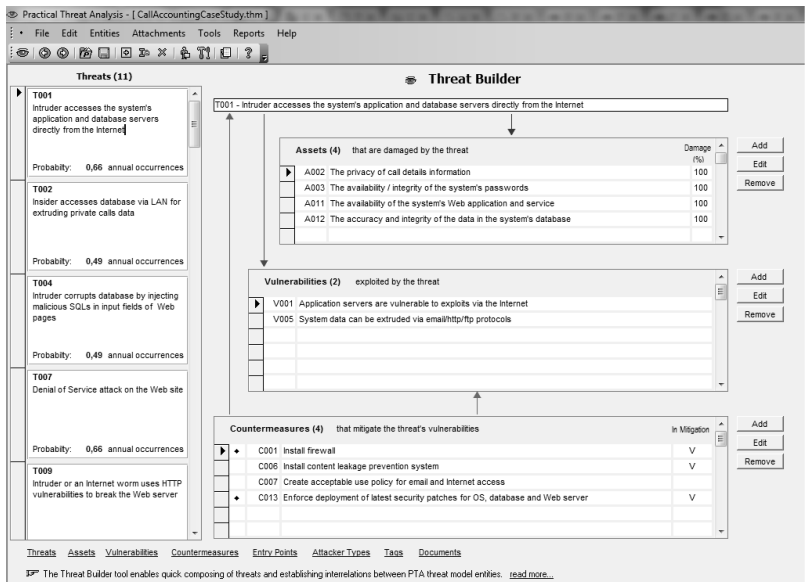 Practical Threat Analysis - [ CallAccountingCaseStudy.thm ]
File Edit Entities Attachments Tools Reports Help
Threats (11)
T001
Intruder accesses the system's
application and database servers
directly from the Internet
Probabilty: 0,66 annual occurrences
T002
Insider accesses database via LAN for
extruding private calls data
Probabilty: 0,49 annual occurrences
T004
Intruder corrupts database by injecting
malicious SQLs in input fields of Web
pages
Probabilty: 0,49 annual occurrences
T007
Denial of Service attack on the Web site
Probabilty: 0,66 annual occurrences
T009
Intruder or an Internet worm uses HTTP
vulnerabilities to break the Web server
Threat Builder
T001 - Intruder accesses the system's application and database servers directly from the Internet
Assets (4) that are damaged by the threat Damage (%)
A002 The privacy of call details information 100
A003 The availability / integrity of the system's passwords 100
A011 The availability of the system's Web application and service 100
A012 The accuracy and integrity of the data in the system's database 100
Add
Edit
Remove
Vulnerabilities (2) exploited by the threat
V001 Application servers are vulnerable to exploits via the Internet
V005 System data can be extruded via email/http/ftp protocols
Add
Edit
Remove
Countermeasures (4) that mitigate the threat's vulnerabilities In Mitigation
C001 Install firewall V
C006 Install content leakage prevention system V
C007 Create acceptable use policy for email and Internet access
C013 Enforce deployment of latest security patches for OS, database and Web server V
Add
Edit
Remove
Threats Assets Vulnerabilities Countermeasures Entry Points Attacker Types Tags Documents
The Threat Builder tool enables quick composing of threats and establishing interrelations between PTA threat model entities. read more...